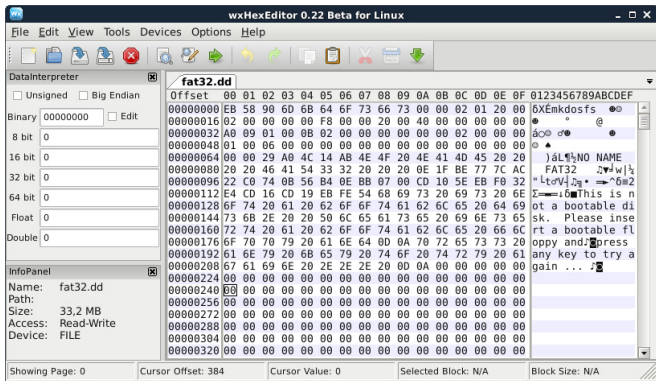 wxHexEditor 0.22 Beta for Linux
File Edit View Tools Devices Options Help
DataInterpreter
Unsigned Big Endian
Binary 00000000 Edit
8 bit 0
16 bit 0
32 bit 0
64 bit 0
Float 0
Double 0
InfoPanel
Name: fat32.dd
Path:
Size: 33,2 MB
Access: Read-Write
Device: FILE
fat32.dd
Offset 00 01 02 03 04 05 06 07 08 09 0A 0B 0C 0D 0E 0F 0123456789ABCDEF
00000000 EB 58 90 6D 6B 64 6F 73 66 73 00 00 02 01 20 00 δXÉmkdosfs ☻☺
00000016 02 00 00 00 00 F8 00 00 20 00 40 00 00 00 00 00 ☻ ° @
00000032 A0 09 01 00 0B 02 00 00 00 00 00 00 02 00 00 00 á○☺ ♂☻ ☻
00000048 01 00 06 00 00 00 00 00 00 00 00 00 00 00 00 00 ☺ ♠
00000064 00 00 29 A0 4C 14 AB 4E 4F 20 4E 41 4D 45 20 20 )áL¶½NO NAME
00000080 20 20 46 41 54 33 32 20 20 20 0E 1F BE 77 7C AC FAT32 ♫▼╛w|¼
00000096 22 C0 74 0B 56 B4 0E BB 07 00 CD 10 5E EB F0 32 "└t♂V┤♫╗• ═►^δ≡2
00000112 E4 CD 16 CD 19 EB FE 54 68 69 73 20 69 73 20 6E Σ═▬═↓δ■This is n
00000128 6F 74 20 61 20 62 6F 6F 74 61 62 6C 65 20 64 69 ot a bootable di
00000144 73 6B 2E 20 20 50 6C 65 61 73 65 20 69 6E 73 65 sk. Please inse
00000160 72 74 20 61 20 62 6F 6F 74 61 62 6C 65 20 66 6C rt a bootable fl
00000176 6F 70 70 79 20 61 6E 64 0D 0A 70 72 65 73 73 20 oppy and♪◙press
00000192 61 6E 79 20 6B 65 79 20 74 6F 20 74 72 79 20 61 any key to try a
00000208 67 61 69 6E 20 2E 2E 2E 20 0D 0A 00 00 00 00 00 gain ... ♪◙
00000224 00 00 00 00 00 00 00 00 00 00 00 00 00 00 00 00
00000240 00 00 00 00 00 00 00 00 00 00 00 00 00 00 00 00
00000256 00 00 00 00 00 00 00 00 00 00 00 00 00 00 00 00
00000272 00 00 00 00 00 00 00 00 00 00 00 00 00 00 00 00
00000288 00 00 00 00 00 00 00 00 00 00 00 00 00 00 00 00
00000304 00 00 00 00 00 00 00 00 00 00 00 00 00 00 00 00
00000320 00 00 00 00 00 00 00 00 00 00 00 00 00 00 00 00
Showing Page: 0 Cursor Offset: 384 Cursor Value: 0 Selected Block: N/A Block Size: N/A